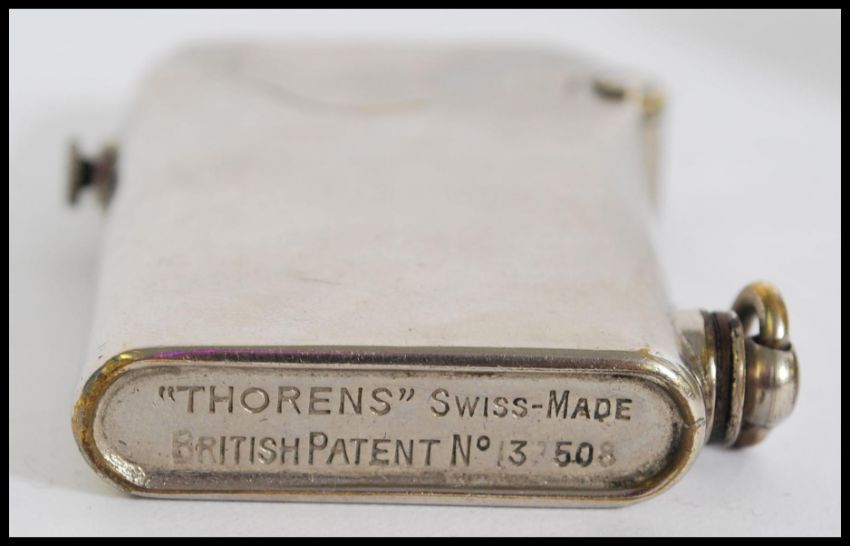 "THORENS" SWISS-MADE
BRITISH PATENT Nº 137508